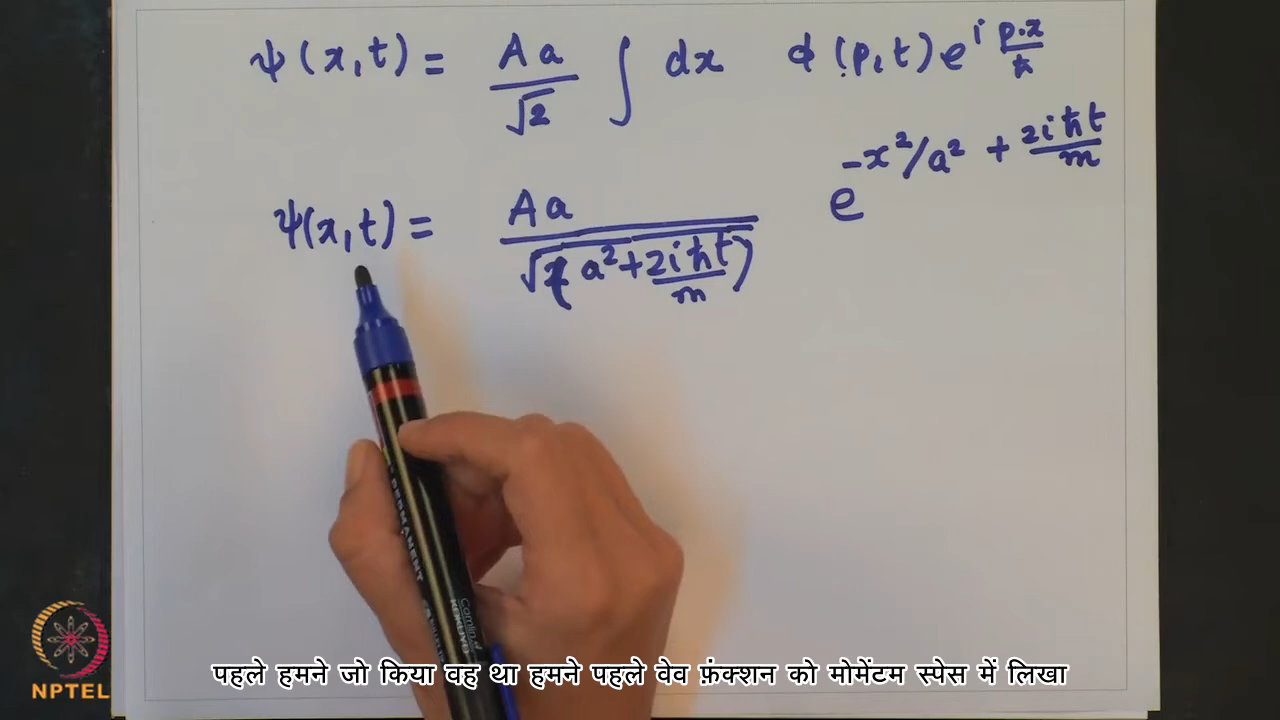 ψ(x,t) = Aa/√2 ∫ dx ϕ(p,t) e^{i p·x/ħ}
ψ(x,t) = Aa/√(a²+2iħt/m) e^{-x²/a² + 2iħt/m}
NPTEL
पहले हमने जो किया वह था हमने पहले वेव फ़ंक्शन को मोमेंटम स्पेस में लिखा